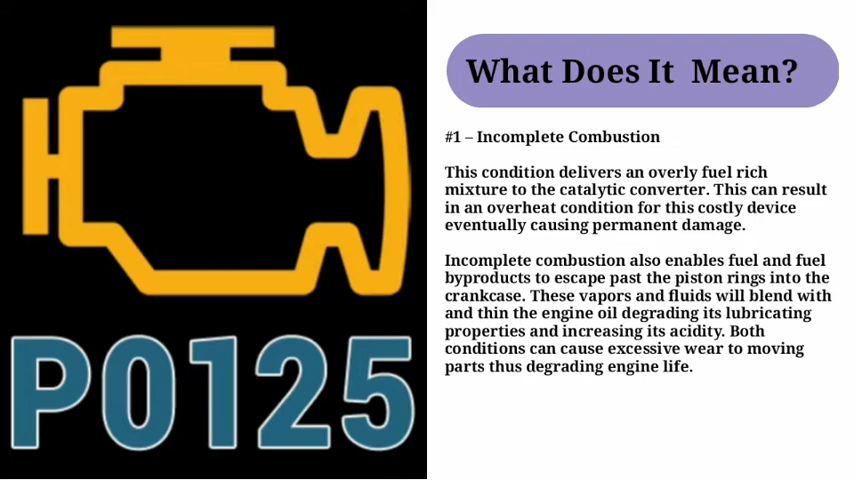 What Does It  Mean?
#1 – Incomplete Combustion
This condition delivers an overly fuel rich
mixture to the catalytic converter. This can result
in an overheat condition for this costly device
eventually causing permanent damage.
Incomplete combustion also enables fuel and fuel
byproducts to escape past the piston rings into the
crankcase. These vapors and fluids will blend with
and thin the engine oil degrading its lubricating
properties and increasing its acidity. Both
conditions can cause excessive wear to moving
parts thus degrading engine life.
P0125